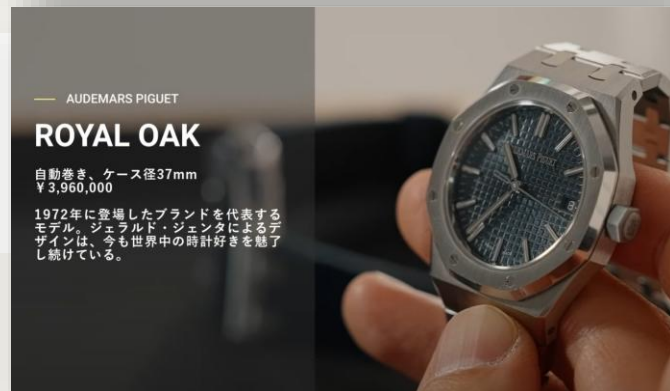 AUDEMARS PIGUET
ROYAL OAK
自動巻き、ケース径37mm
¥3,960,000
1972年に登場したブランドを代表する
モデル。ジェラルド・ジェンタによるデ
ザインは、今も世界中の時計好きを魅了
し続けている。
AUDEMARS PIGUET